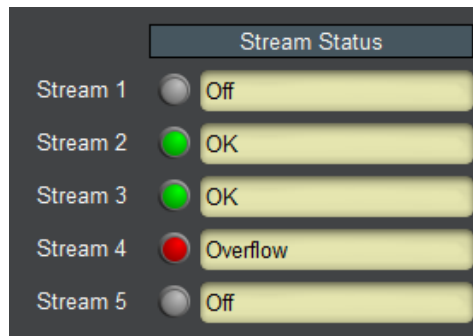 Stream Status
Stream 1 Off
Stream 2 OK
Stream 3 OK
Stream 4 Overflow
Stream 5 Off